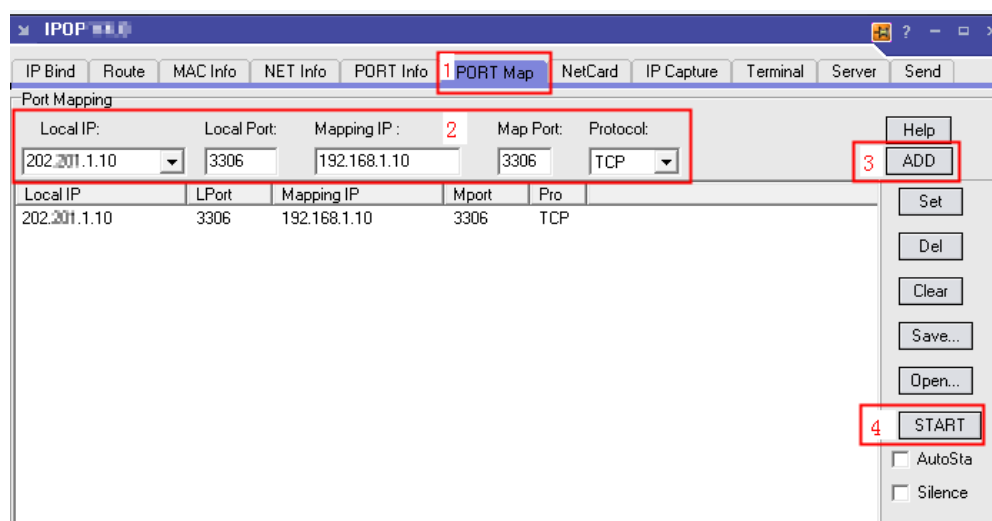 IPOP
?
IP Bind Route MAC Info NET Info PORT Info 1 PORT Map NetCard IP Capture Terminal Server Send
Port Mapping
Local IP: Local Port: Mapping IP : 2 Map Port: Protocol: Help
202.201.1.10 3306 192.168.1.10 3306 TCP 3 ADD
Local IP LPort Mapping IP Mport Pro
202.201.1.10 3306 192.168.1.10 3306 TCP
Set
Del
Clear
Save...
Open...
4 START
AutoSta
Silence